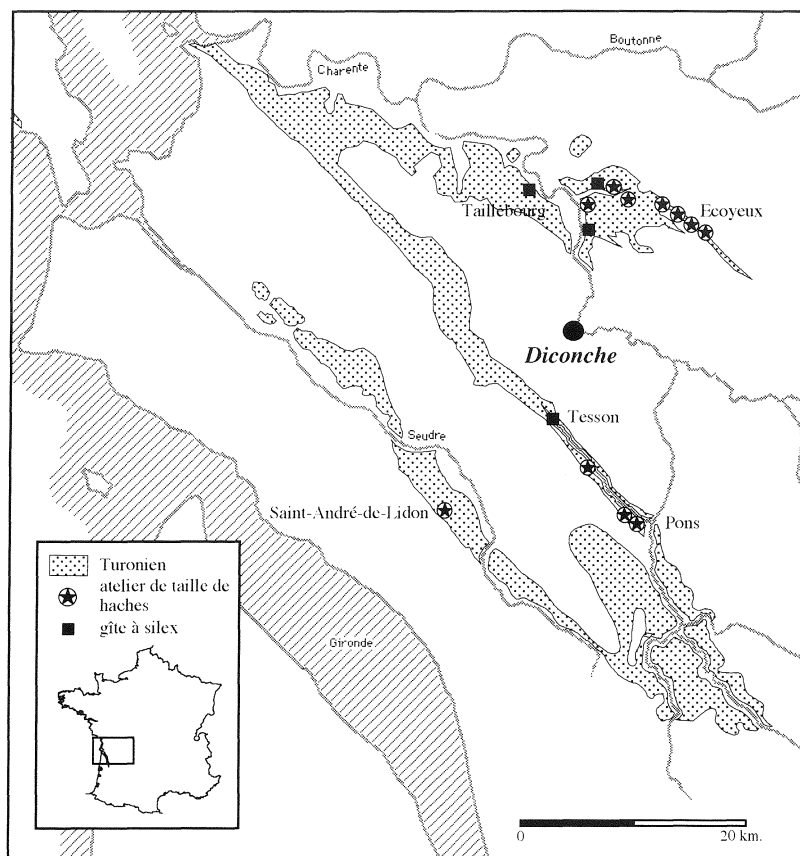 Boutonne
Charente
Taillebourg
Ecoyeux
Diconche
Tesson
Seudre
Saint-André-de-Lidon
Pons
Turonien
atelier de taille de
haches
gîte à silex
Gironde
0 20 km.